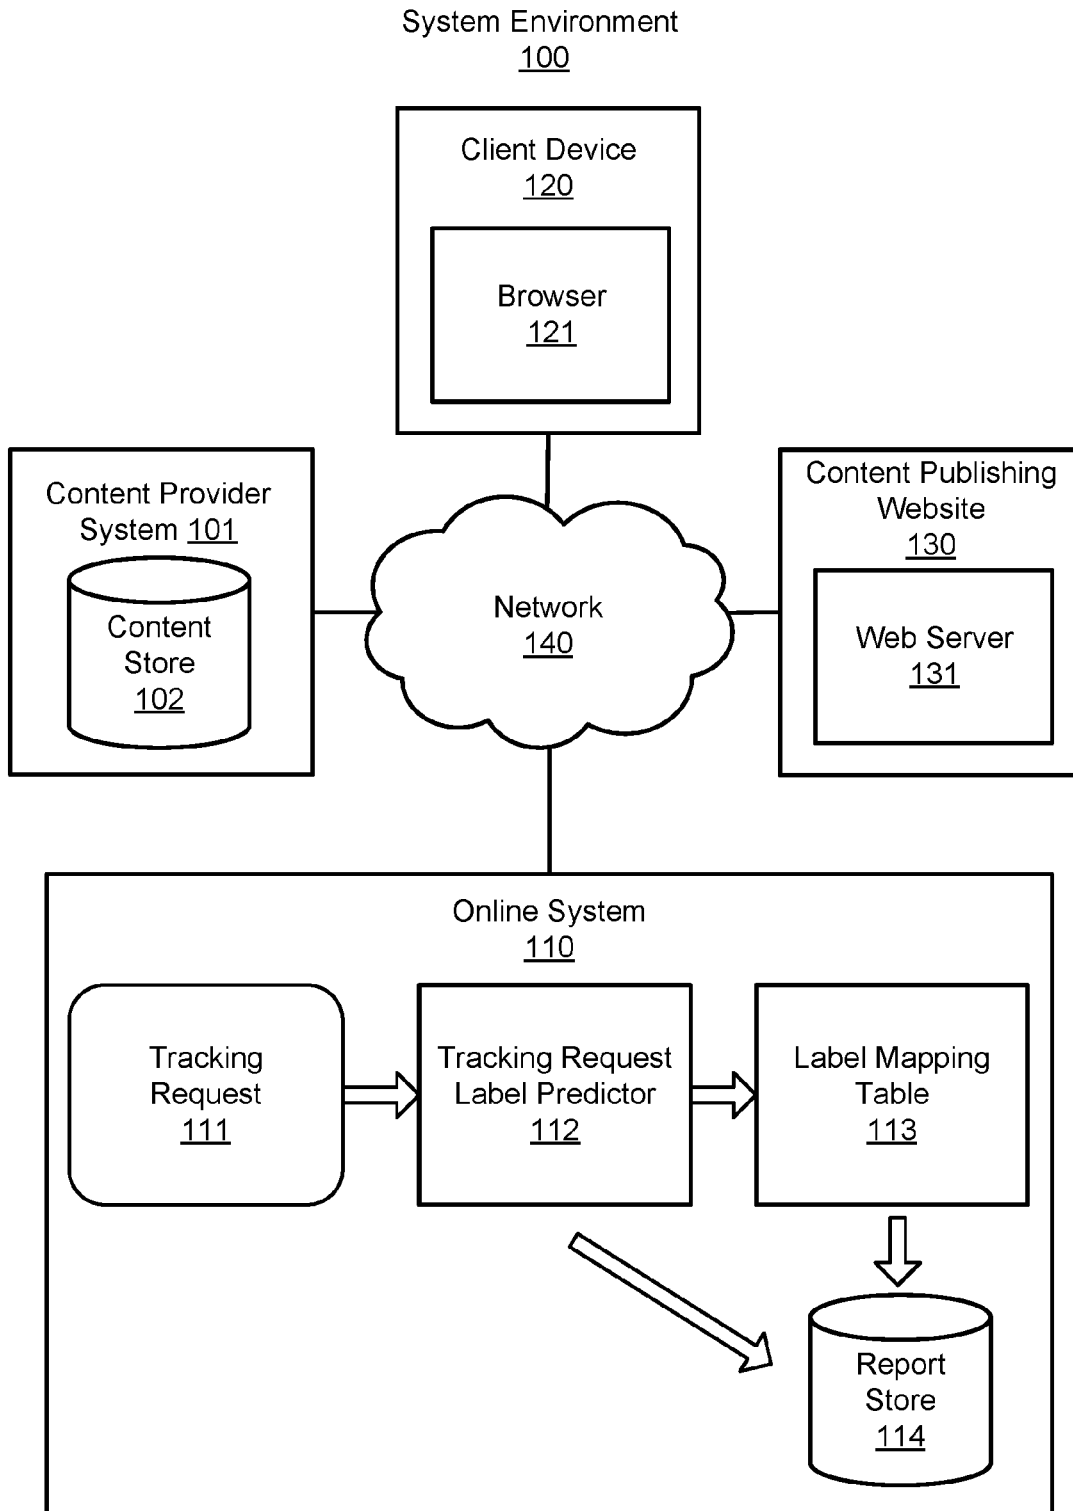 System Environment
100
Client Device
120
Browser
121
Content Provider
System 101
Content
Store
102
Network
140
Content Publishing
Website
130
Web Server
131
Online System
110
Tracking
Request
111
Tracking Request
Label Predictor
112
Label Mapping
Table
113
Report
Store
114